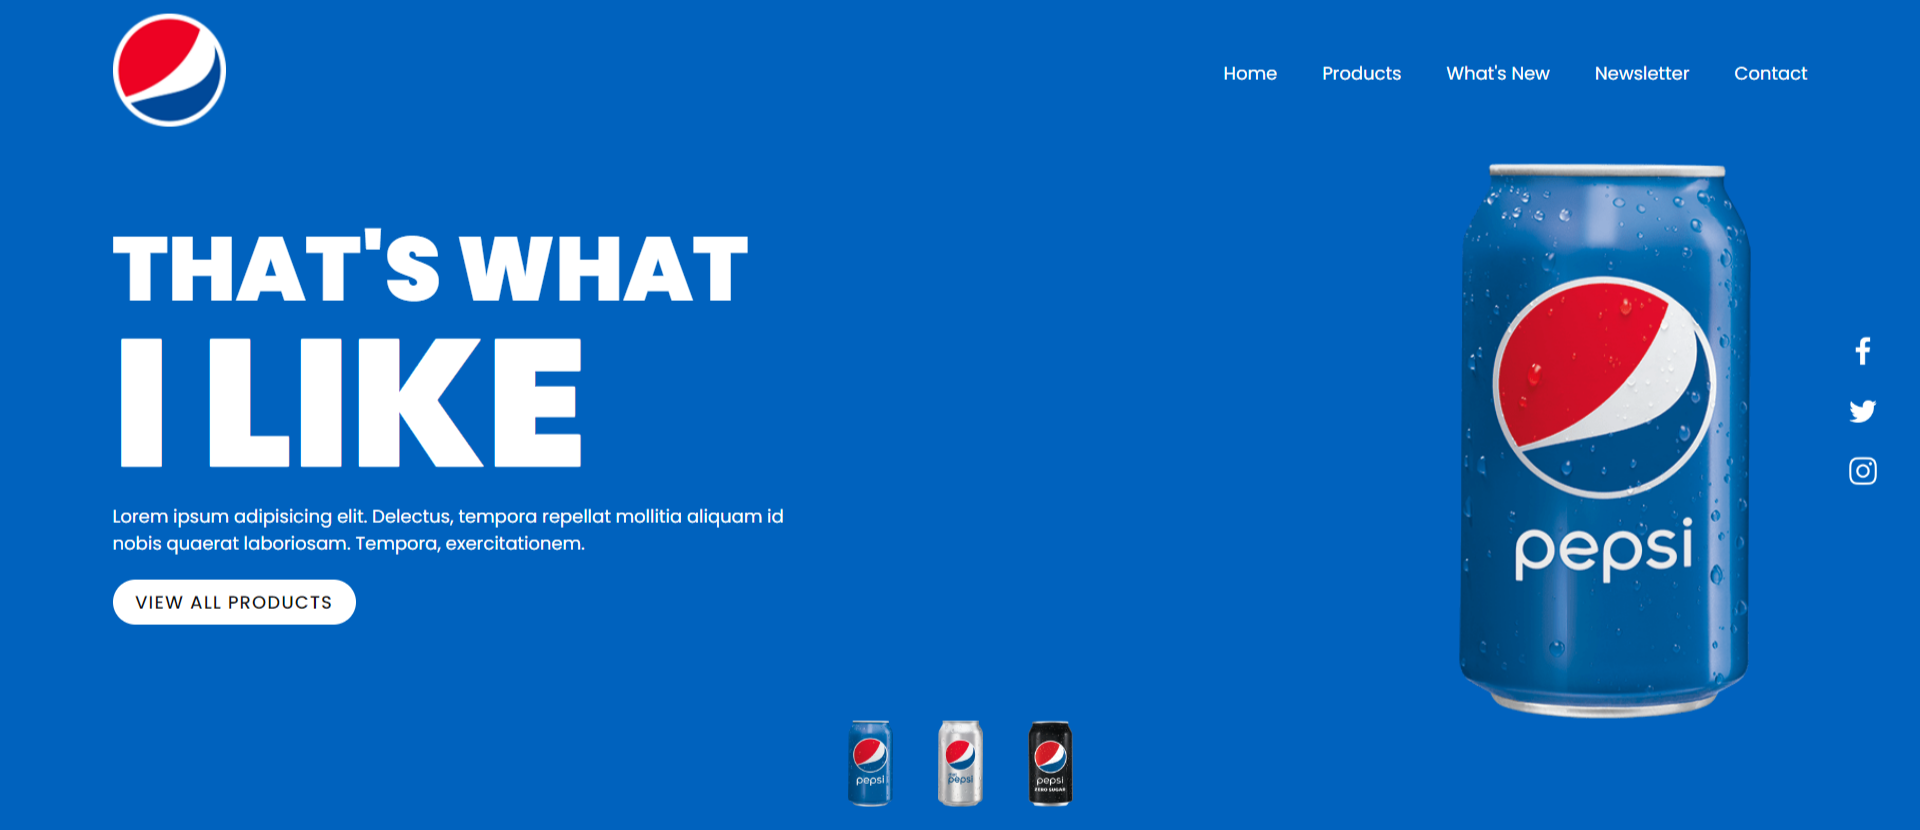 Home Products What's New Newsletter Contact
THAT'S WHAT
I LIKE
Lorem ipsum adipisicing elit. Delectus, tempora repellat mollitia aliquam id
nobis quaerat laboriosam. Tempora, exercitationem.
VIEW ALL PRODUCTS
pepsi
pepsi
pepsi
pepsi
ZERO SUGAR